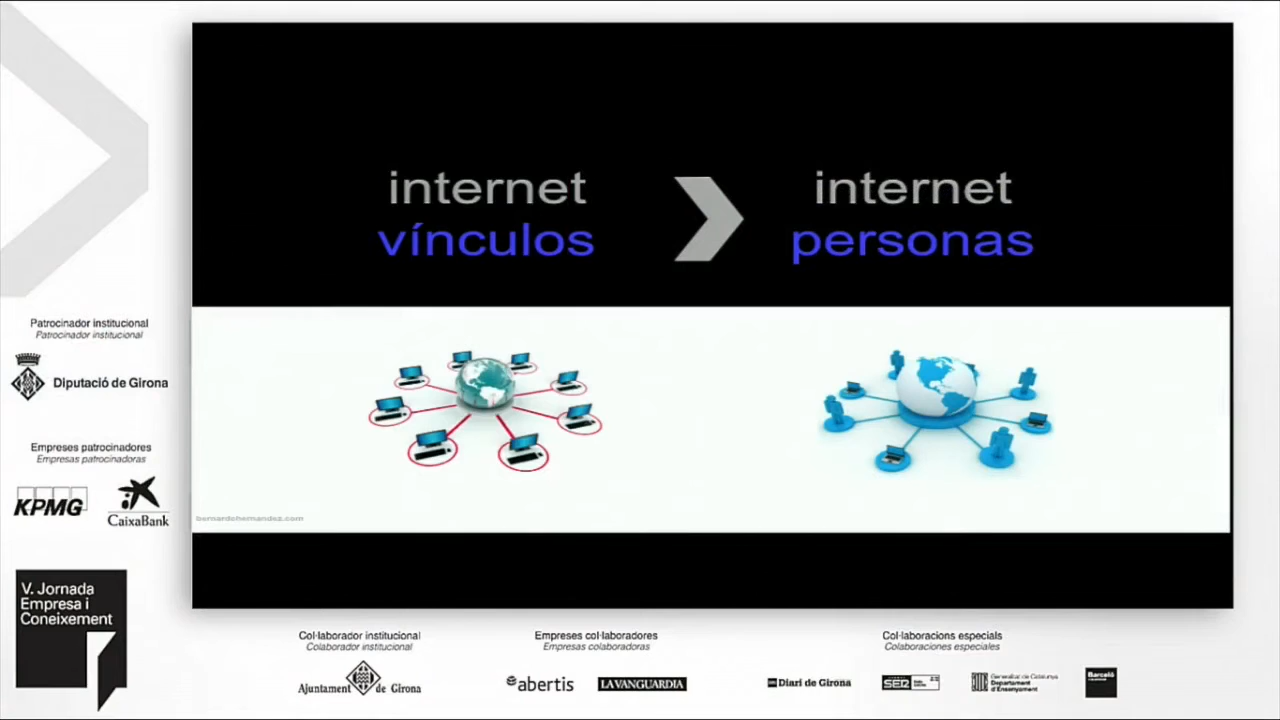 internet
vínculos
internet
personas
bernardohernandez.com
Patrocinador institucional
Patrocinador institucional
Diputació de Girona
Empreses patrocinadores
Empresas patrocinadoras
KPMG
CaixaBank
V. Jornada
Empresa i
Coneixement
Col·laborador institucional
Colaborador institucional
Ajuntament de Girona
Empreses col·laboradores
Empresas colaboradoras
abertis
LA VANGUARDIA
Col·laboracions especials
Colaboraciones especiales
Diari de Girona
SER
Generalitat de Catalunya
Departament
d'Ensenyament
Barceló